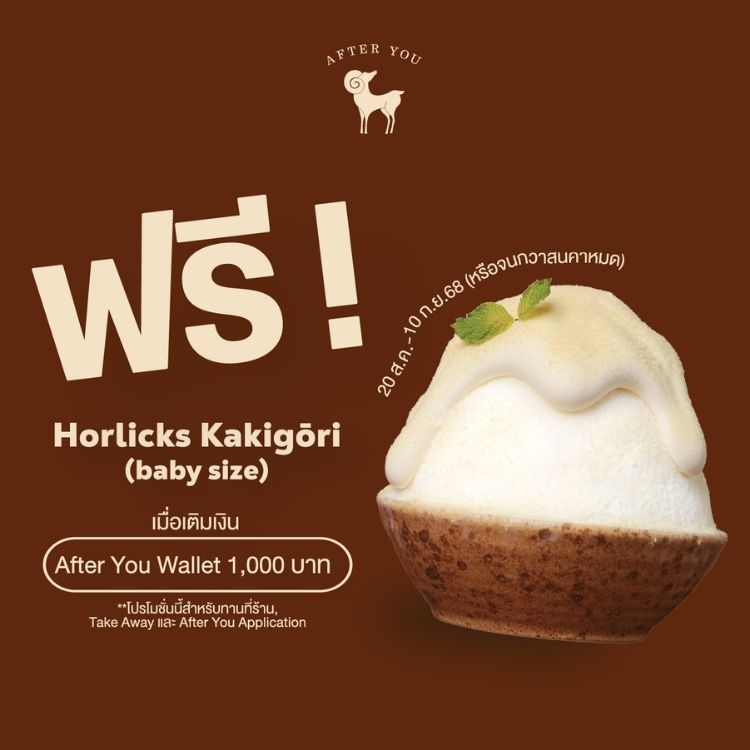 AFTER YOU
ฟรี !
20 ส.ค. - 10 ก.ย.68 (หรือจนกว่าสินค้าหมด)
Horlicks Kakigōri
(baby size)
เมื่อเติมเงิน
After You Wallet 1,000 บาท
**โปรโมชั่นนี้สำหรับทานที่ร้าน,
Take Away และ After You Application